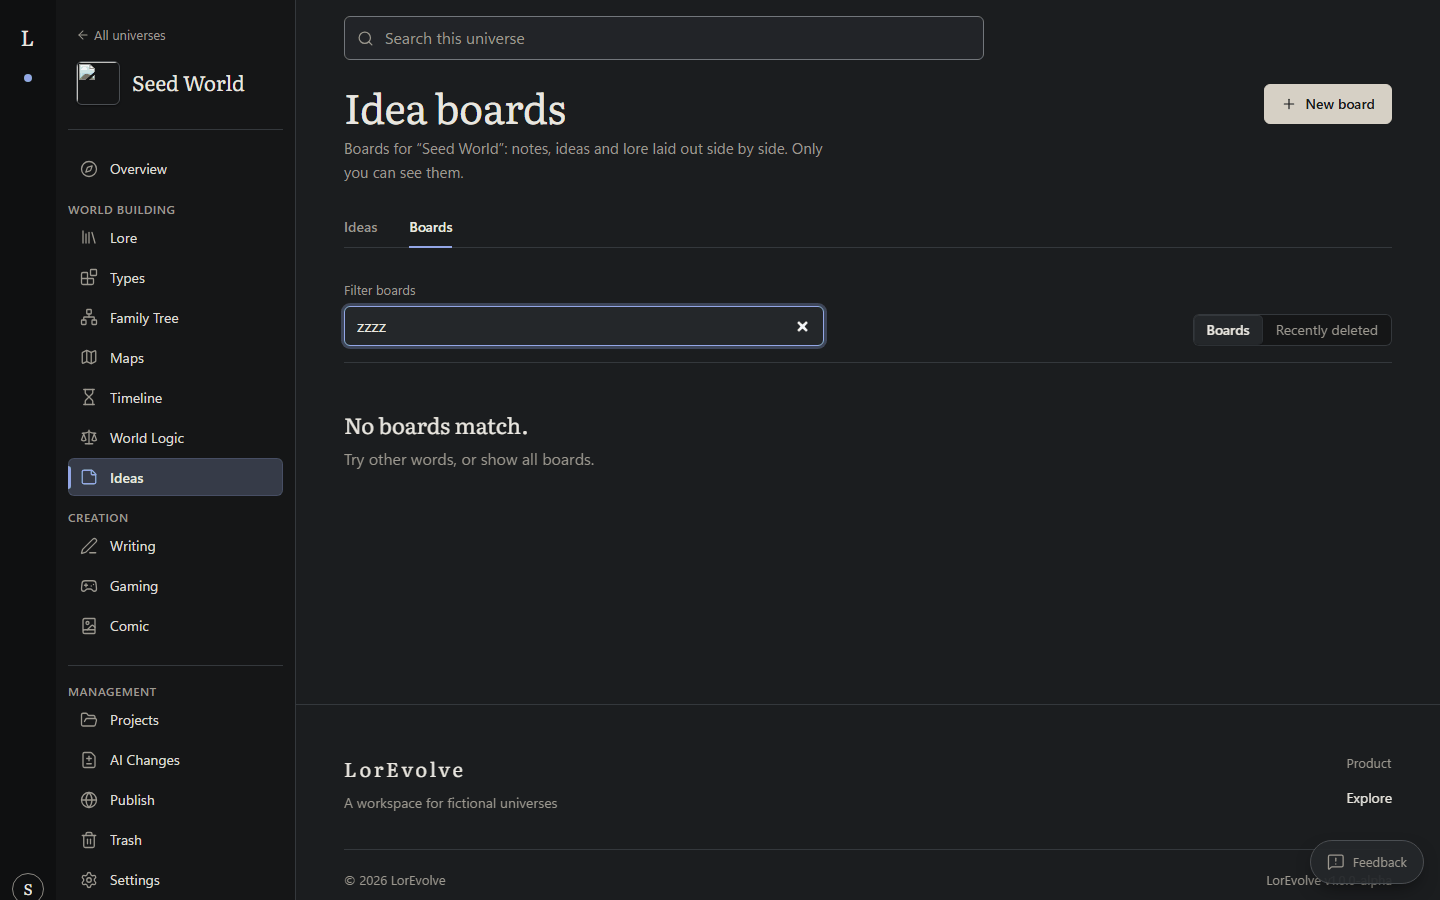 L
All universes
Seed World
Overview
WORLD BUILDING
Lore
Types
Family Tree
Maps
Timeline
World Logic
Ideas
CREATION
Writing
Gaming
Comic
MANAGEMENT
Projects
AI Changes
Publish
Trash
Settings
S
Search this universe
Idea boards
New board
Boards for “Seed World”: notes, ideas and lore laid out side by side. Only
you can see them.
Ideas Boards
Filter boards
zzzz
Boards Recently deleted
No boards match.
Try other words, or show all boards.
LorEvolve
A workspace for fictional universes
Product
Explore
Feedback
© 2026 LorEvolve
LorEvolve v1.9.0-alpha